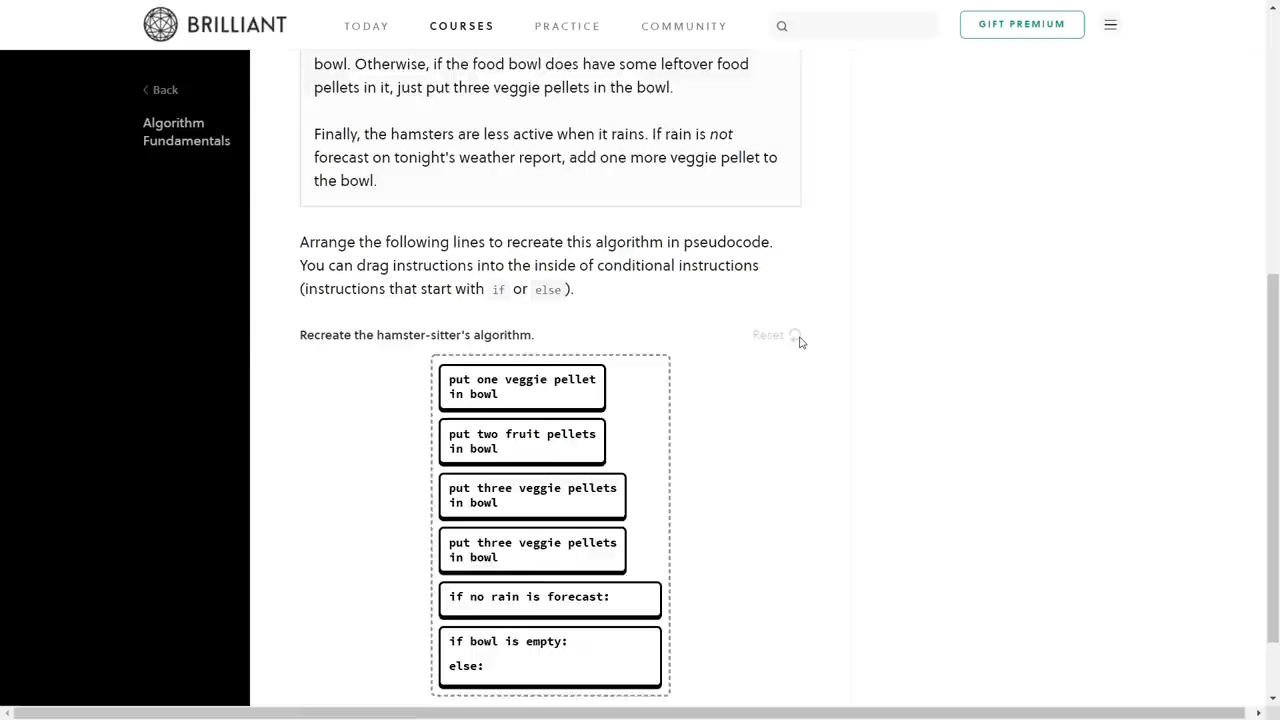 BRILLIANT
TODAY
COURSES
PRACTICE
COMMUNITY
GIFT PREMIUM
Back
Algorithm
Fundamentals
bowl. Otherwise, if the food bowl does have some leftover food
pellets in it, just put three veggie pellets in the bowl.
Finally, the hamsters are less active when it rains. If rain is not
forecast on tonight's weather report, add one more veggie pellet to
the bowl.
Arrange the following lines to recreate this algorithm in pseudocode.
You can drag instructions into the inside of conditional instructions
(instructions that start with if or else ).
Recreate the hamster-sitter's algorithm.
Reset
put one veggie pellet
in bowl
put two fruit pellets
in bowl
put three veggie pellets
in bowl
put three veggie pellets
in bowl
if no rain is forecast:
if bowl is empty:
else: